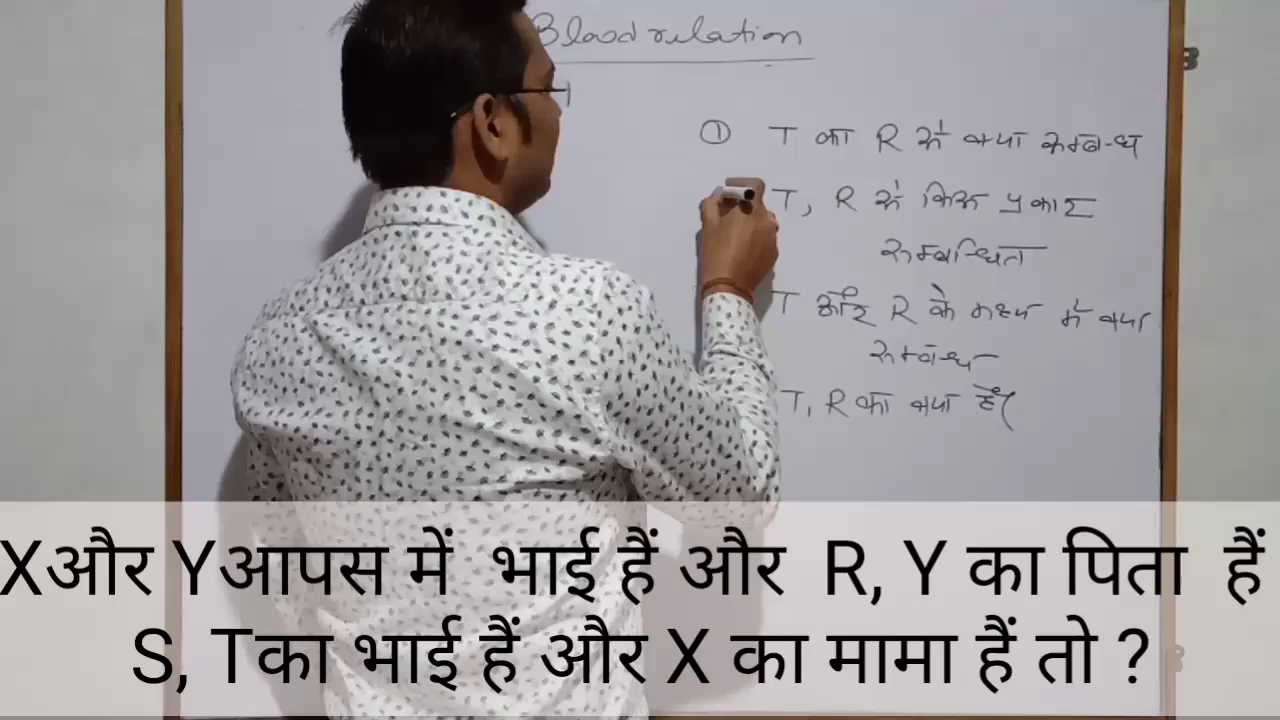 Blood relation
① T का R से क्या सम्बन्ध
T, R से किस प्रकार
सम्बन्धित
T और R के मध्य में क्या
सम्बन्ध
T, R का क्या है?
Xऔर Yआपस में भाई हैं और R, Y का पिता हैं
S, Tका भाई हैं और X का मामा हैं तो ?